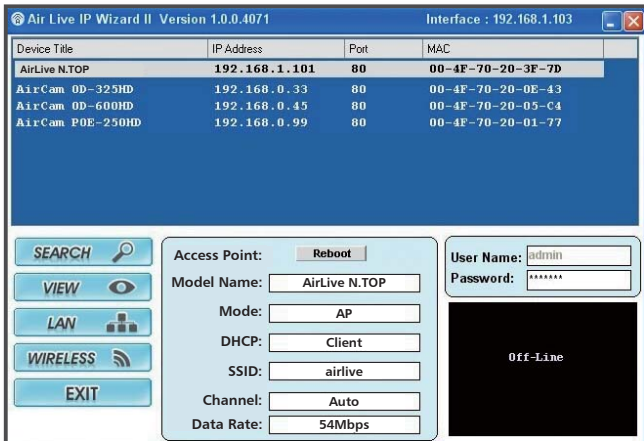 Air Live IP Wizard II Version 1.0.0.4071 Interface : 192.168.1.103
Device Title IP Address Port MAC
AirLive N.TOP 192.168.1.101 80 00-4F-70-20-3F-7D
AirCam OD-325HD 192.168.0.33 80 00-4F-70-20-0E-43
AirCam OD-600HD 192.168.0.45 80 00-4F-70-20-05-C4
AirCam POE-250HD 192.168.0.99 80 00-4F-70-20-01-77
SEARCH
VIEW
LAN
WIRELESS
EXIT
Access Point: Reboot
Model Name: AirLive N.TOP
Mode: AP
DHCP: Client
SSID: airlive
Channel: Auto
Data Rate: 54Mbps
User Name: admin
Password: *******
Off-Line